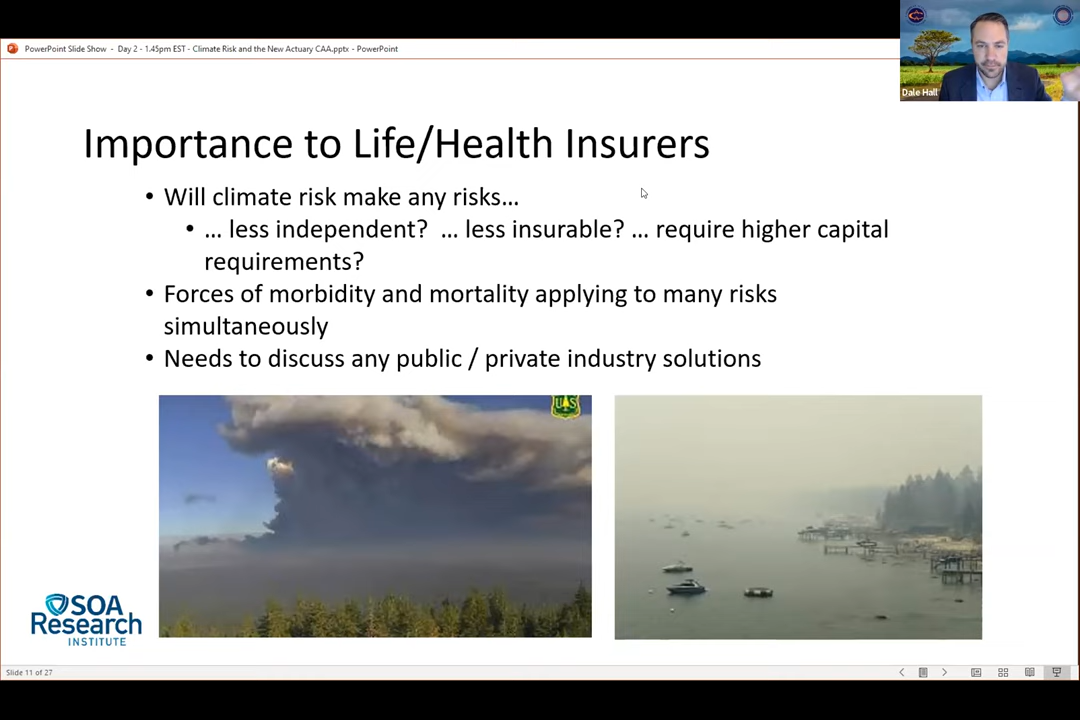 PowerPoint Slide Show - Day 2 - 1.45pm EST - Climate Risk and the New Actuary CAA.pptx - PowerPoint
Dale Hall
Importance to Life/Health Insurers
• Will climate risk make any risks...
• ... less independent? ... less insurable? ... require higher capital
requirements?
• Forces of morbidity and mortality applying to many risks
simultaneously
• Needs to discuss any public / private industry solutions
U S
SOA
Research
INSTITUTE
Slide 11 of 27